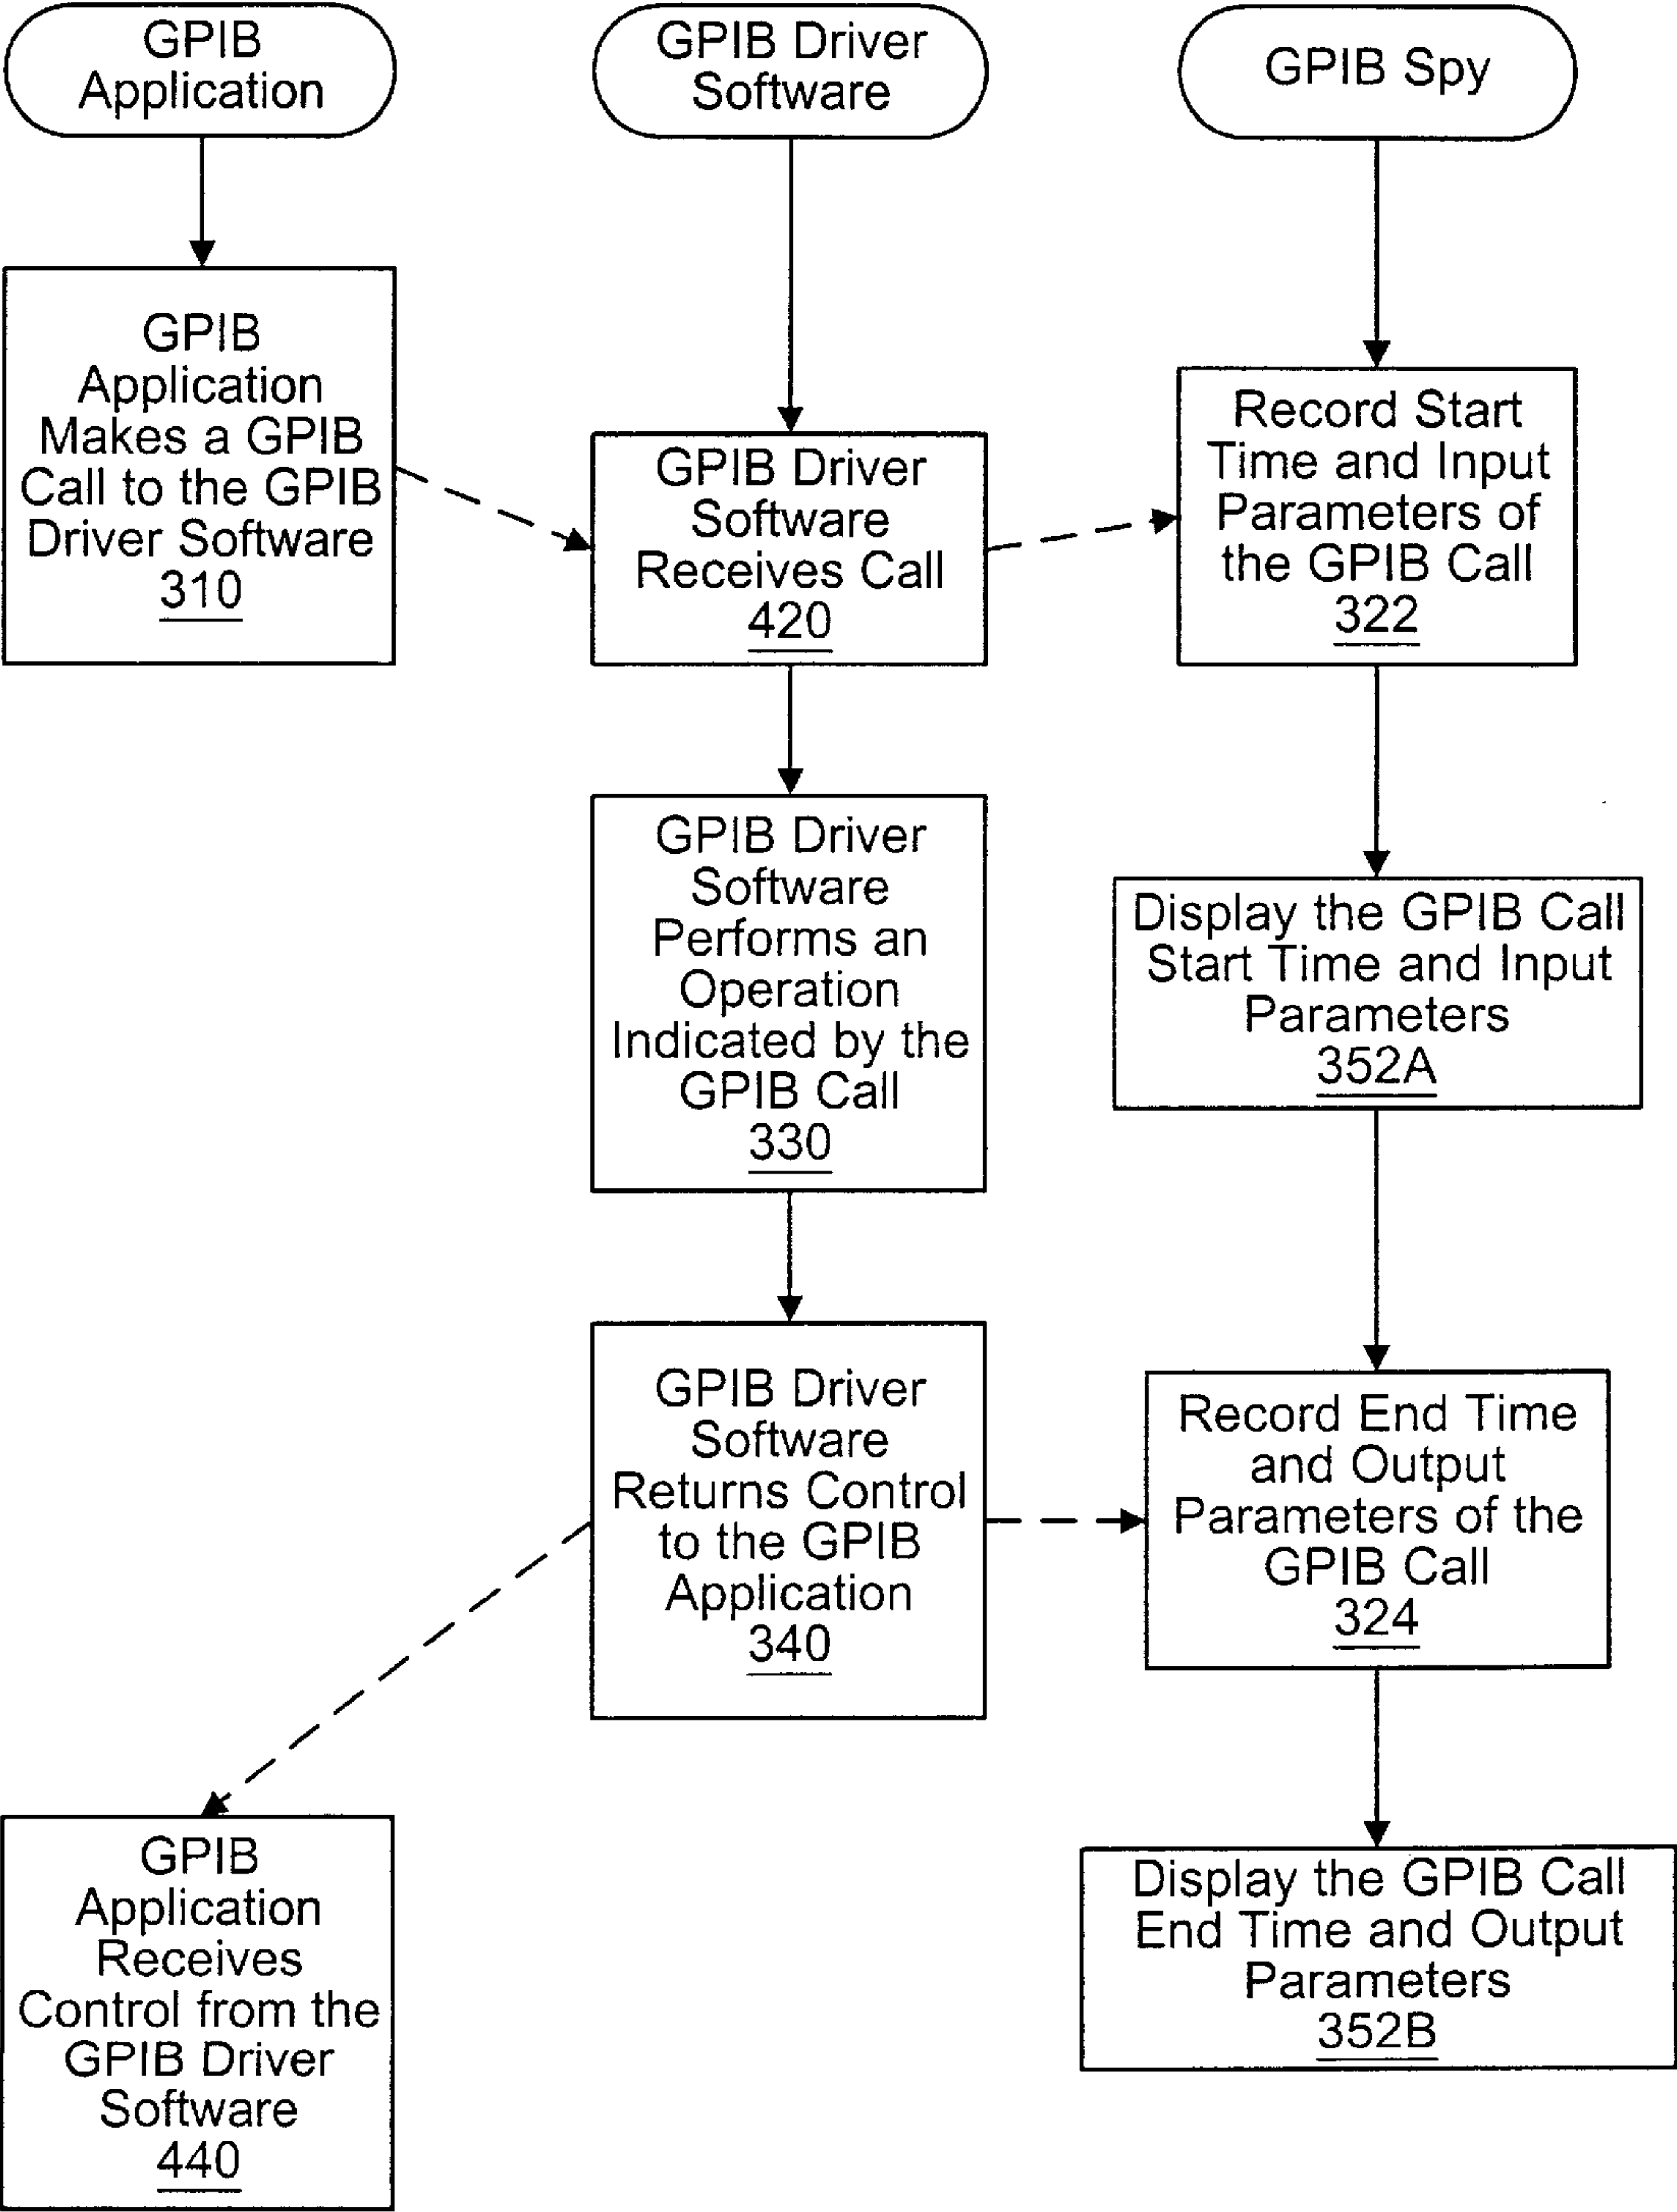 GPIB
Application
GPIB Driver
Software
GPIB Spy
GPIB
Application
Makes a GPIB
Call to the GPIB
Driver Software
310
GPIB Driver
Software
Receives Call
420
Record Start
Time and Input
Parameters of
the GPIB Call
322
GPIB Driver
Software
Performs an
Operation
Indicated by the
GPIB Call
330
Display the GPIB Call
Start Time and Input
Parameters
352A
GPIB Driver
Software
Returns Control
to the GPIB
Application
340
Record End Time
and Output
Parameters of the
GPIB Call
324
GPIB
Application
Receives
Control from the
GPIB Driver
Software
440
Display the GPIB Call
End Time and Output
Parameters
352B